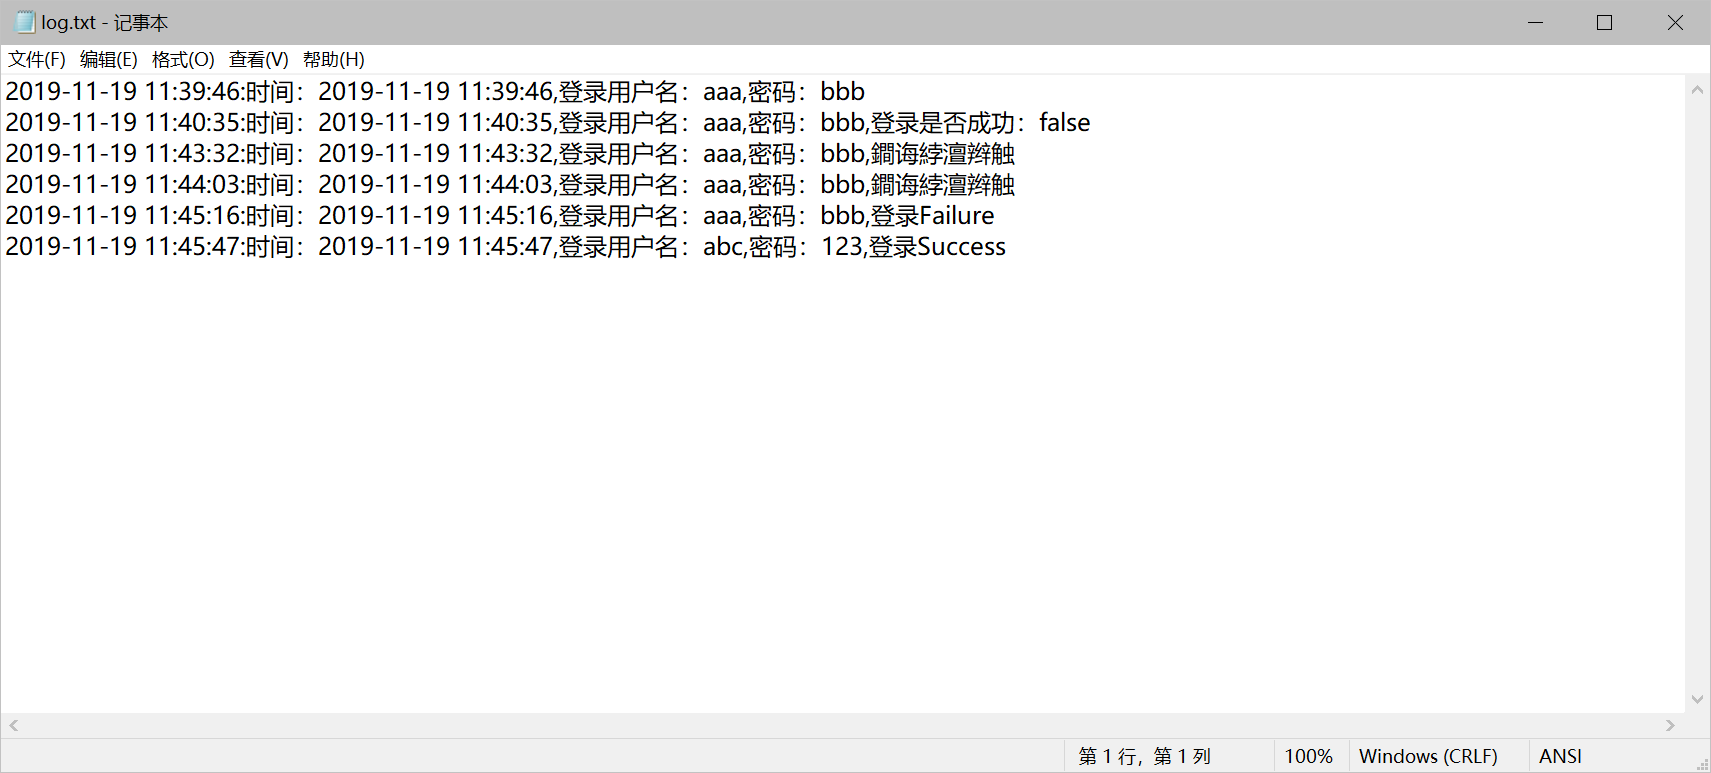 log.txt - 记事本
文件(F) 编辑(E) 格式(O) 查看(V) 帮助(H)
2019-11-19 11:39:46:时间：2019-11-19 11:39:46,登录用户名：aaa,密码：bbb
2019-11-19 11:40:35:时间：2019-11-19 11:40:35,登录用户名：aaa,密码：bbb,登录是否成功：false
2019-11-19 11:43:32:时间：2019-11-19 11:43:32,登录用户名：aaa,密码：bbb,鐧诲綍澶辫触
2019-11-19 11:44:03:时间：2019-11-19 11:44:03,登录用户名：aaa,密码：bbb,鐧诲綍澶辫触
2019-11-19 11:45:16:时间：2019-11-19 11:45:16,登录用户名：aaa,密码：bbb,登录Failure
2019-11-19 11:45:47:时间：2019-11-19 11:45:47,登录用户名：abc,密码：123,登录Success
第 1 行，第 1 列 100% Windows (CRLF) ANSI